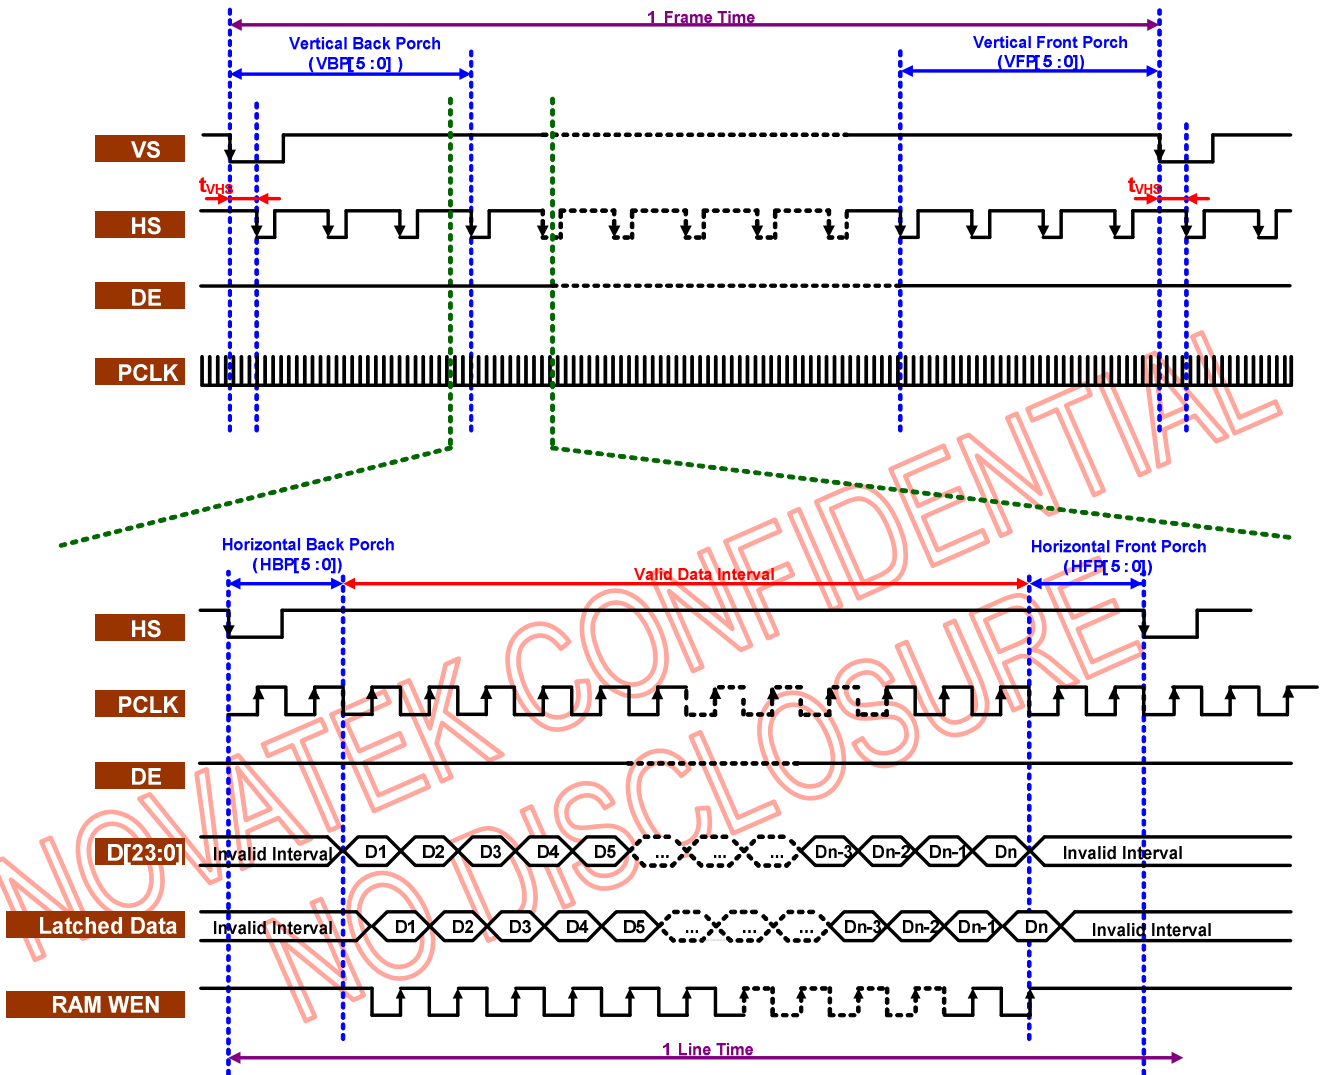 1 Frame Time
Vertical Back Porch
(VBP[5:0])
Vertical Front Porch
(VFP[5:0])
VS
tVHS
tVHS
HS
DE
PCLK
NOVATEK CONFIDENTIAL
NO DISCLOSURE
Horizontal Back Porch
(HBP[5:0])
Valid Data Interval
Horizontal Front Porch
(HFP[5:0])
HS
PCLK
DE
D[23:0] Invalid Interval D1 D2 D3 D4 D5 ... ... ... Dn-3 Dn-2 Dn-1 Dn Invalid Interval
Latched Data Invalid Interval D1 D2 D3 D4 D5 ... ... ... Dn-3 Dn-2 Dn-1 Dn Invalid Interval
RAM WEN
1 Line Time